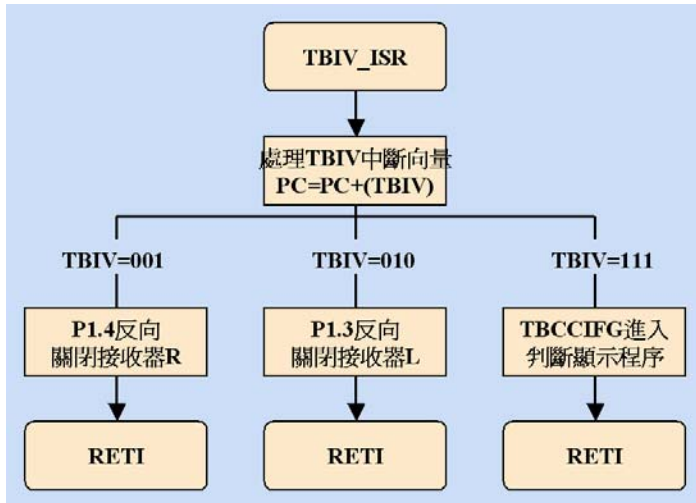 TBIV_ISR
處理TBIV中斷向量
PC=PC+(TBIV)
TBIV=001
TBIV=010
TBIV=111
P1.4反向
關閉接收器R
P1.3反向
關閉接收器L
TBCCIFG進入
判斷顯示程序
RETI
RETI
RETI